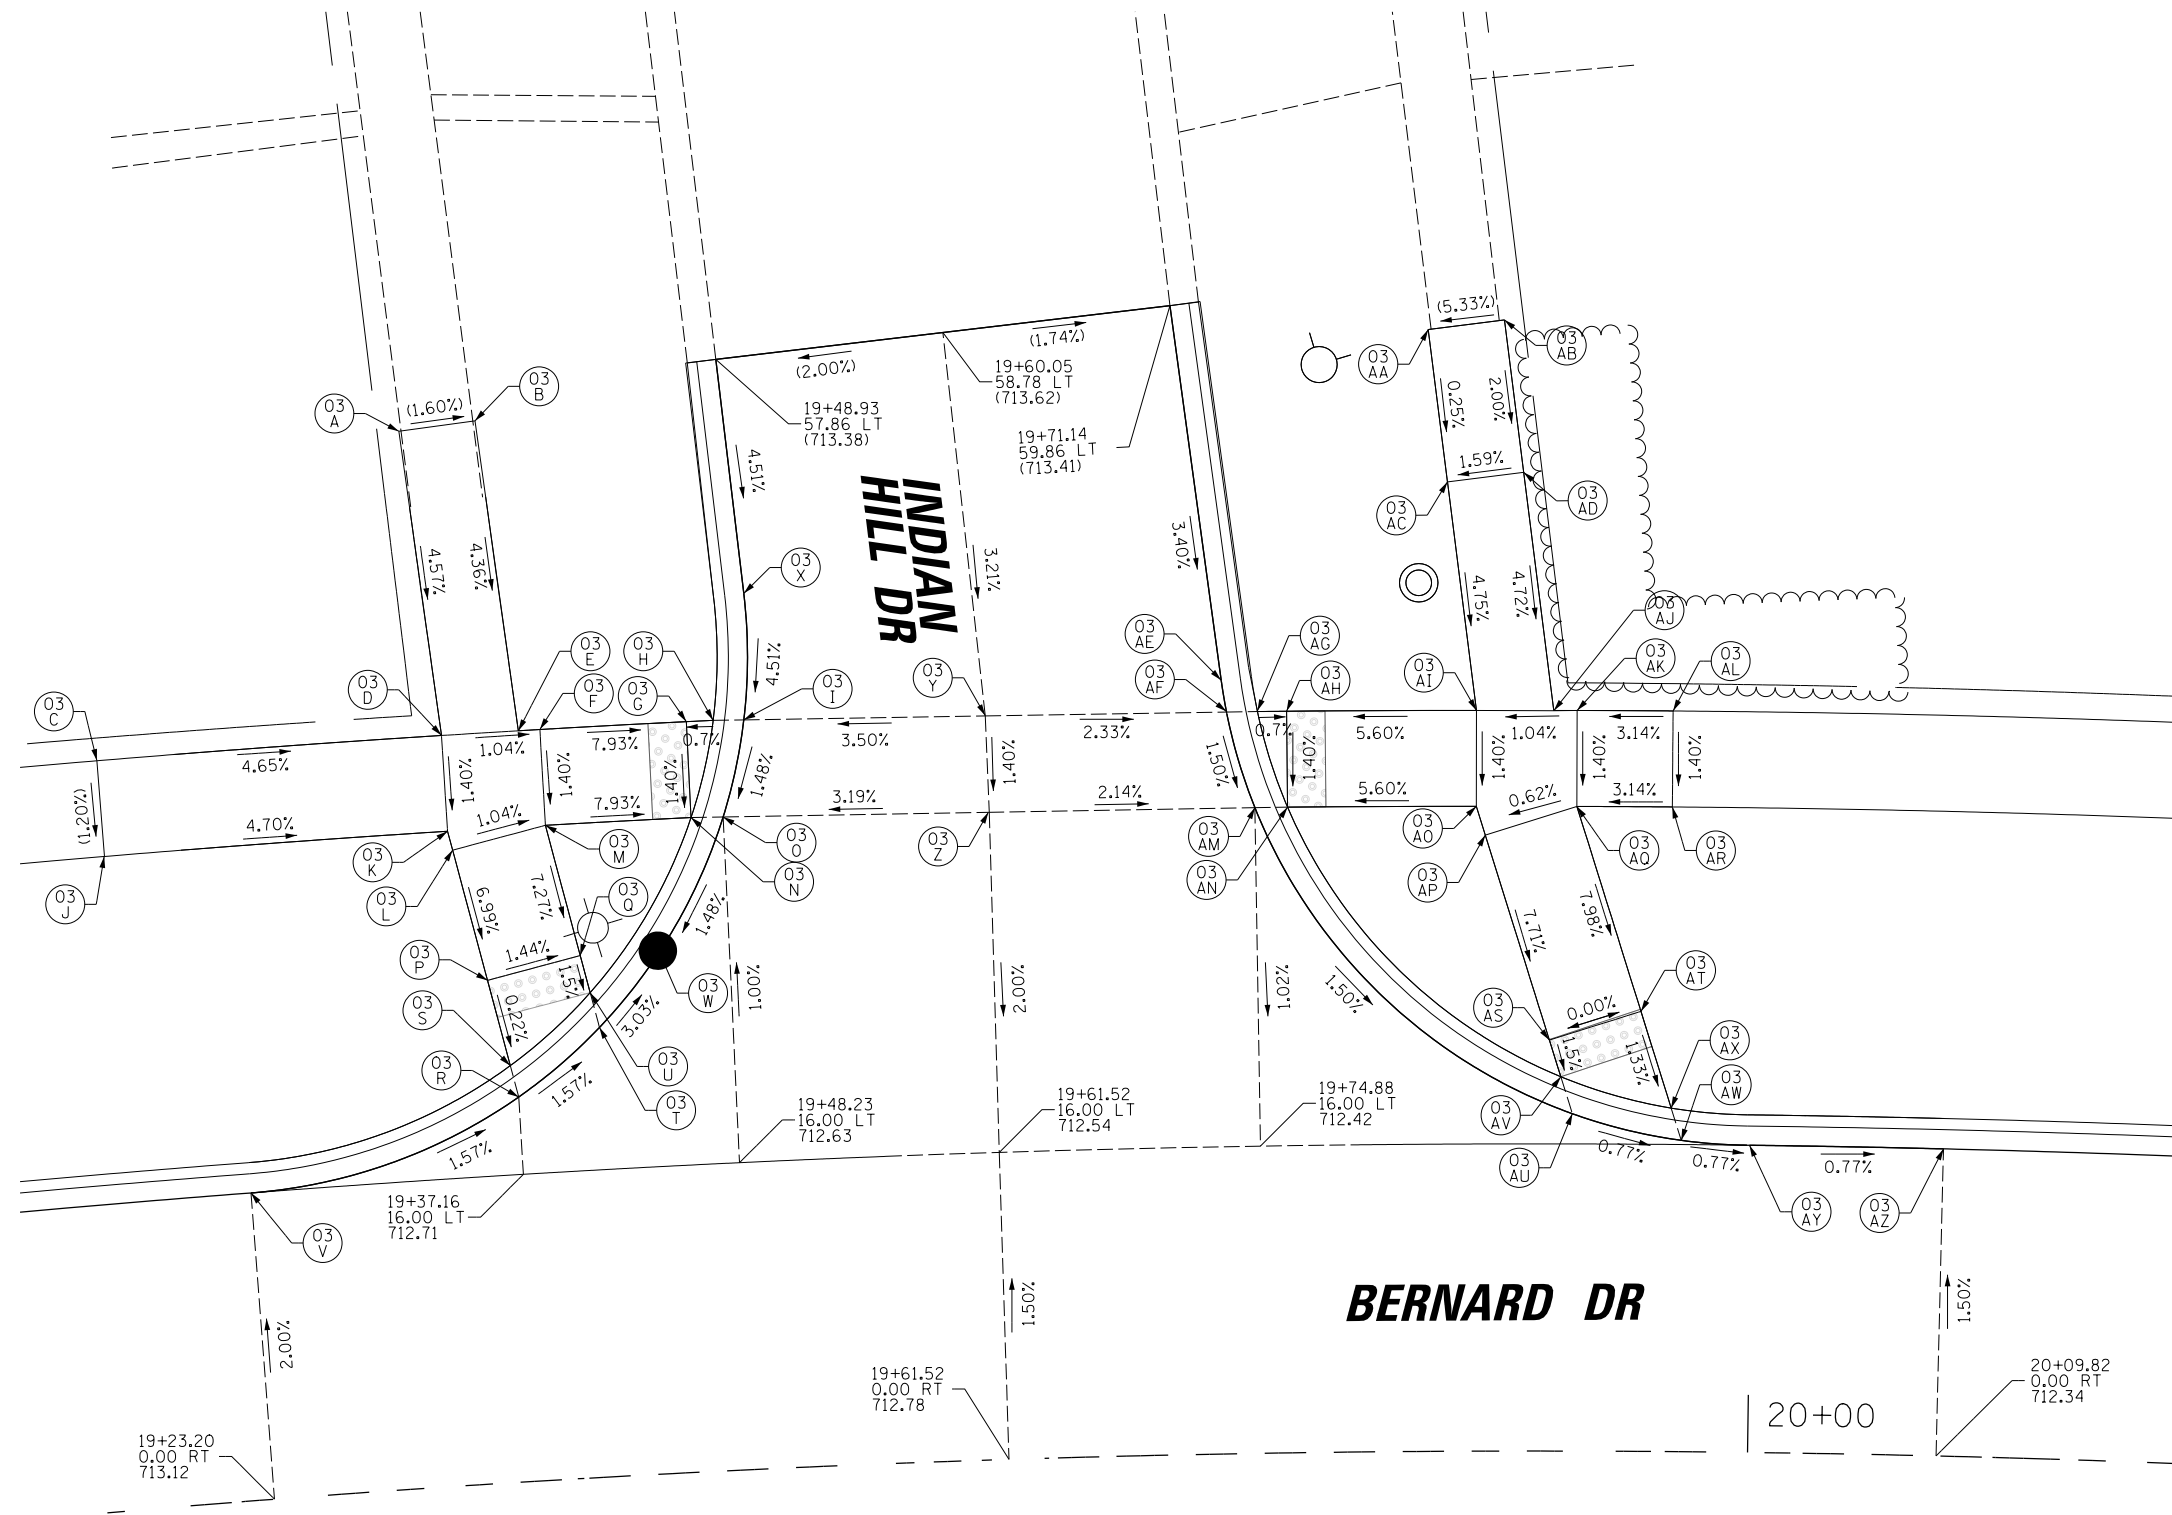 (5.33%)
(1.74%)
(2.00%)
19+60.05
58.78 LT
(713.62)
03
AB
03
AA
03
B
(1.60%)
03
A
19+48.93
57.86 LT
(713.38)
0.25%
2.00%
19+71.14
59.86 LT
(713.41)
4.51%
1.59%
03
AD
03
AC
INDIAN
HILL DR
3.40%
3.21%
4.57%
4.36%
03
X
4.75%
4.72%
03
AJ
03
AE
03
AG
03
E
03
H
4.51%
03
AK
03
AL
03
D
03
F
03
G
03
I
03
Y
03
AF
03
AH
03
AI
03
C
1.04%
7.93%
0.7%
3.50%
2.33%
0.7%
5.60%
1.04%
3.14%
4.65%
1.40%
1.40%
1.40%
1.48%
1.40%
1.50%
1.40%
1.40%
1.40%
1.40%
(1.20%)
4.70%
1.04%
7.93%
3.19%
2.14%
5.60%
0.62%
3.14%
03
K
03
M
03
O
03
Z
03
AM
03
AO
03
AQ
03
AR
03
J
03
L
03
N
03
AN
03
AP
6.99%
7.27%
03
Q
1.48%
7.71%
7.98%
03
P
1.44%
1.5%
0.22%
03
S
03
W
3.03%
1.00%
2.00%
1.02%
1.50%
03
AS
03
AT
0.00%
1.5%
1.33%
03
AX
03
R
03
U
03
T
1.57%
1.57%
19+48.23
16.00 LT
712.63
19+61.52
16.00 LT
712.54
19+74.88
16.00 LT
712.42
03
AW
03
AV
03
AU
0.77%
0.77%
0.77%
19+37.16
16.00 LT
712.71
03
V
03
AY
03
AZ
BERNARD DR
2.00%
1.50%
1.50%
19+61.52
0.00 RT
712.78
20+09.82
0.00 RT
712.34
20+00
19+23.20
0.00 RT
713.12